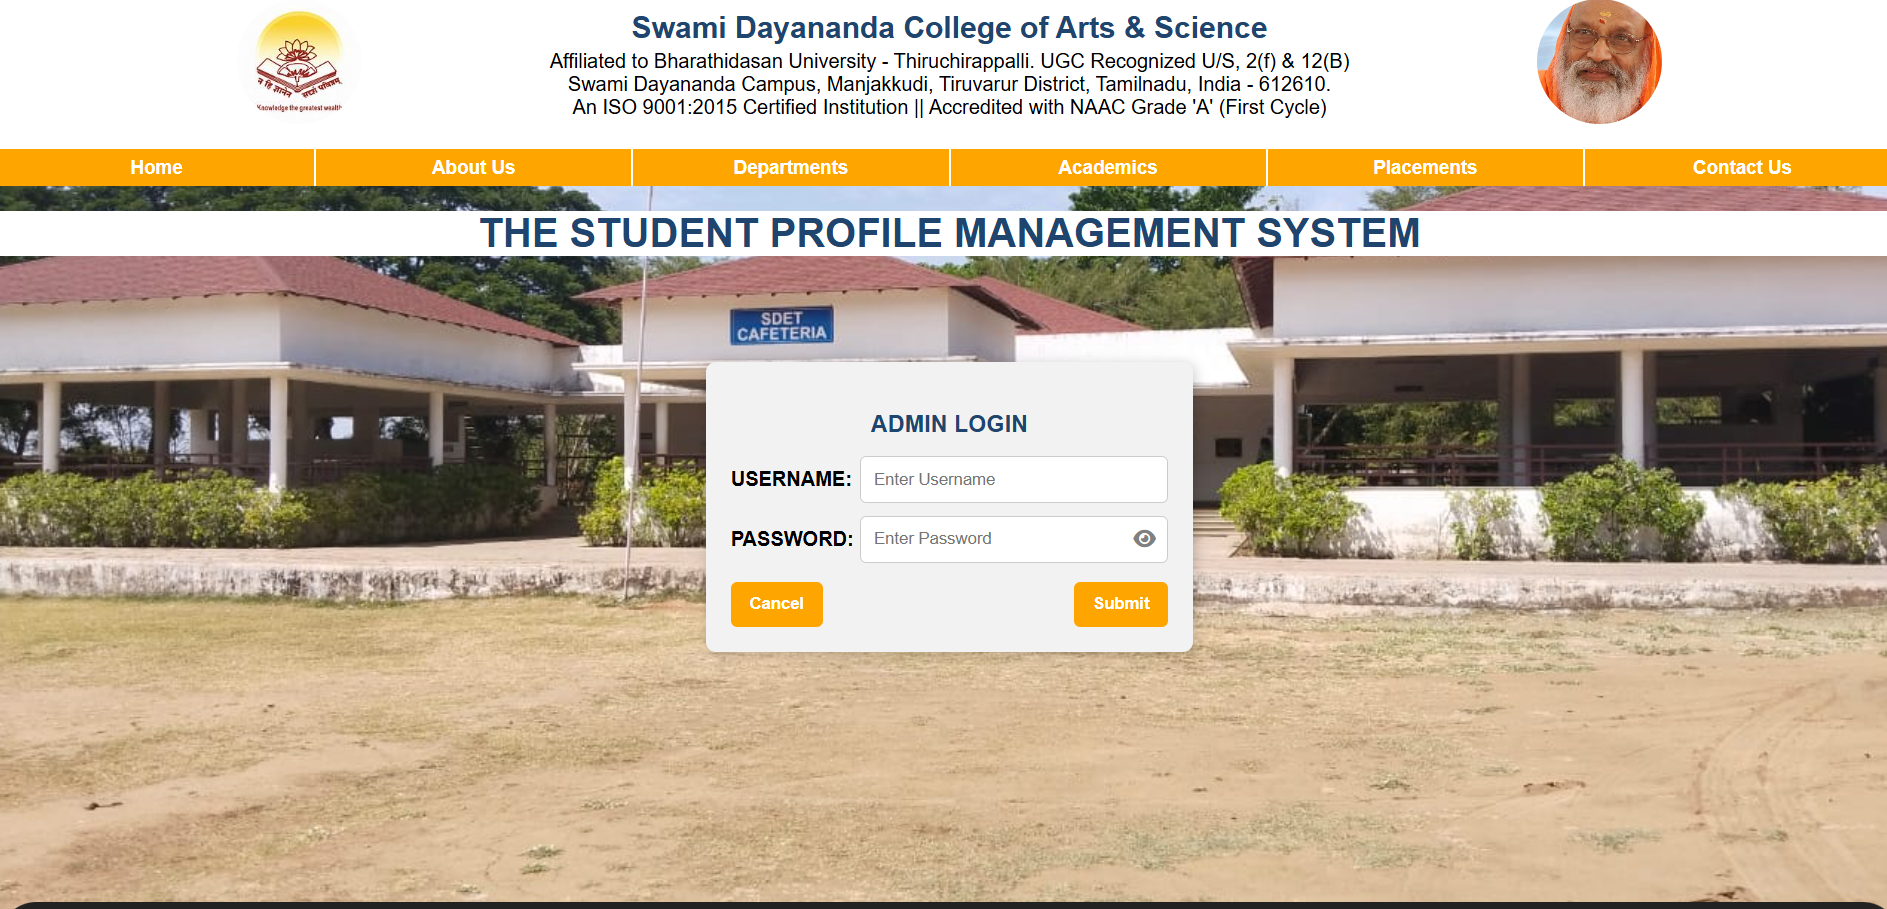 Swami Dayananda College of Arts & Science
Affiliated to Bharathidasan University - Thiruchirappalli. UGC Recognized U/S, 2(f) & 12(B)
Swami Dayananda Campus, Manjakkudi, Tiruvarur District, Tamilnadu, India - 612610.
An ISO 9001:2015 Certified Institution || Accredited with NAAC Grade 'A' (First Cycle)
न हि ज्ञानेन सदृशं पवित्रम्
Knowledge the greatest wealth
Home
About Us
Departments
Academics
Placements
Contact Us
THE STUDENT PROFILE MANAGEMENT SYSTEM
SDET
CAFETERIA
ADMIN LOGIN
USERNAME: Enter Username
PASSWORD: Enter Password
Cancel
Submit